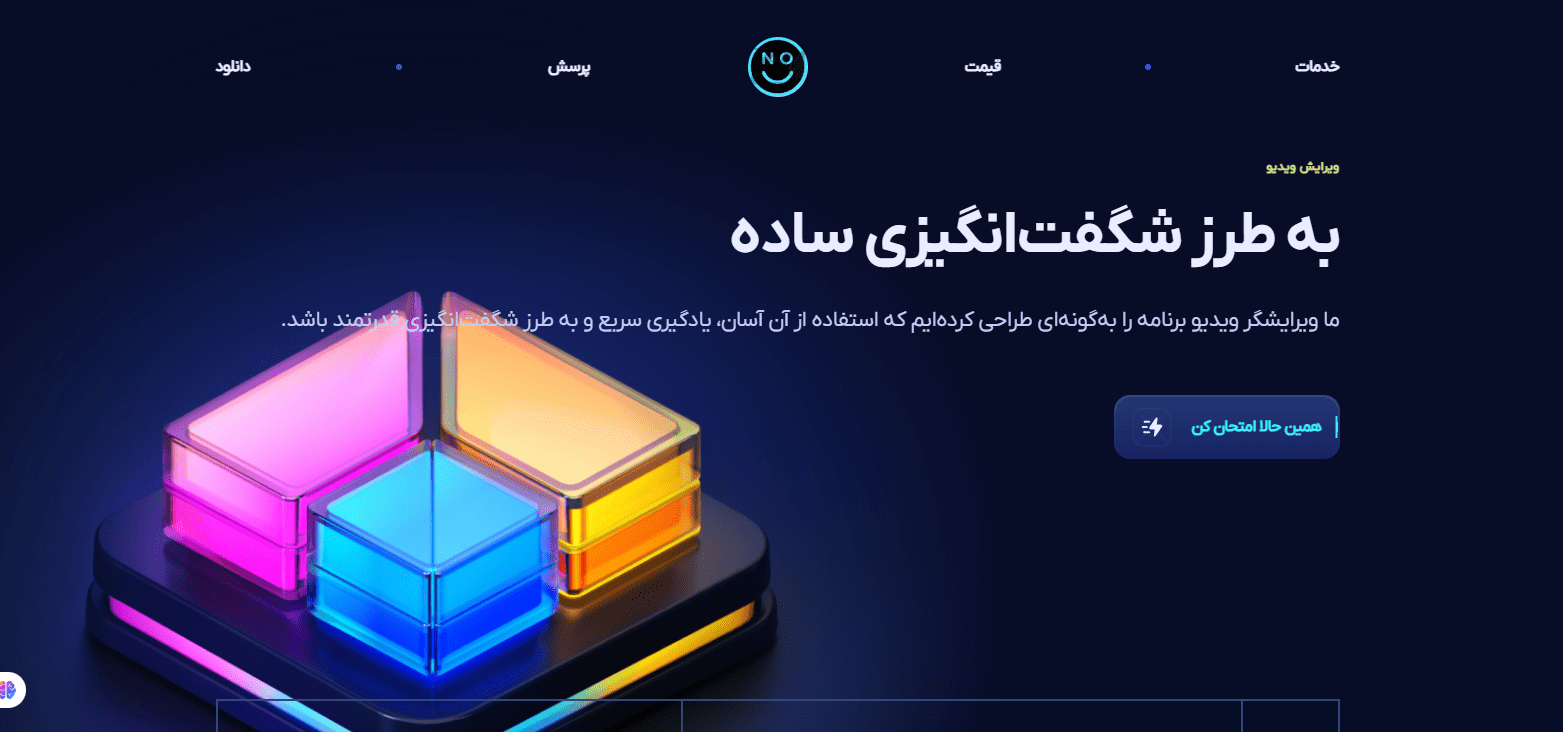 خدمات
قیمت
NO
پرسش
دانلود
ویرایش ویدیو
به طرز شگفت‌انگیزی ساده
ما ویرایشگر ویدیو برنامه را به‌گونه‌ای طراحی کرده‌ایم که استفاده از آن آسان، یادگیری سریع و به طرز شگفت‌انگیزی قدرتمند باشد.
همین حالا امتحان کن